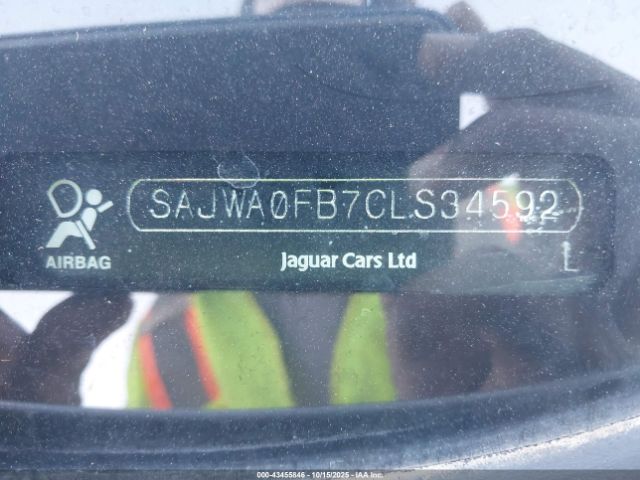 SAJWA0FB7CLS34592
AIRBAG
Jaguar Cars Ltd
L
000-43455846 - 10/15/2025 - IAA Inc.